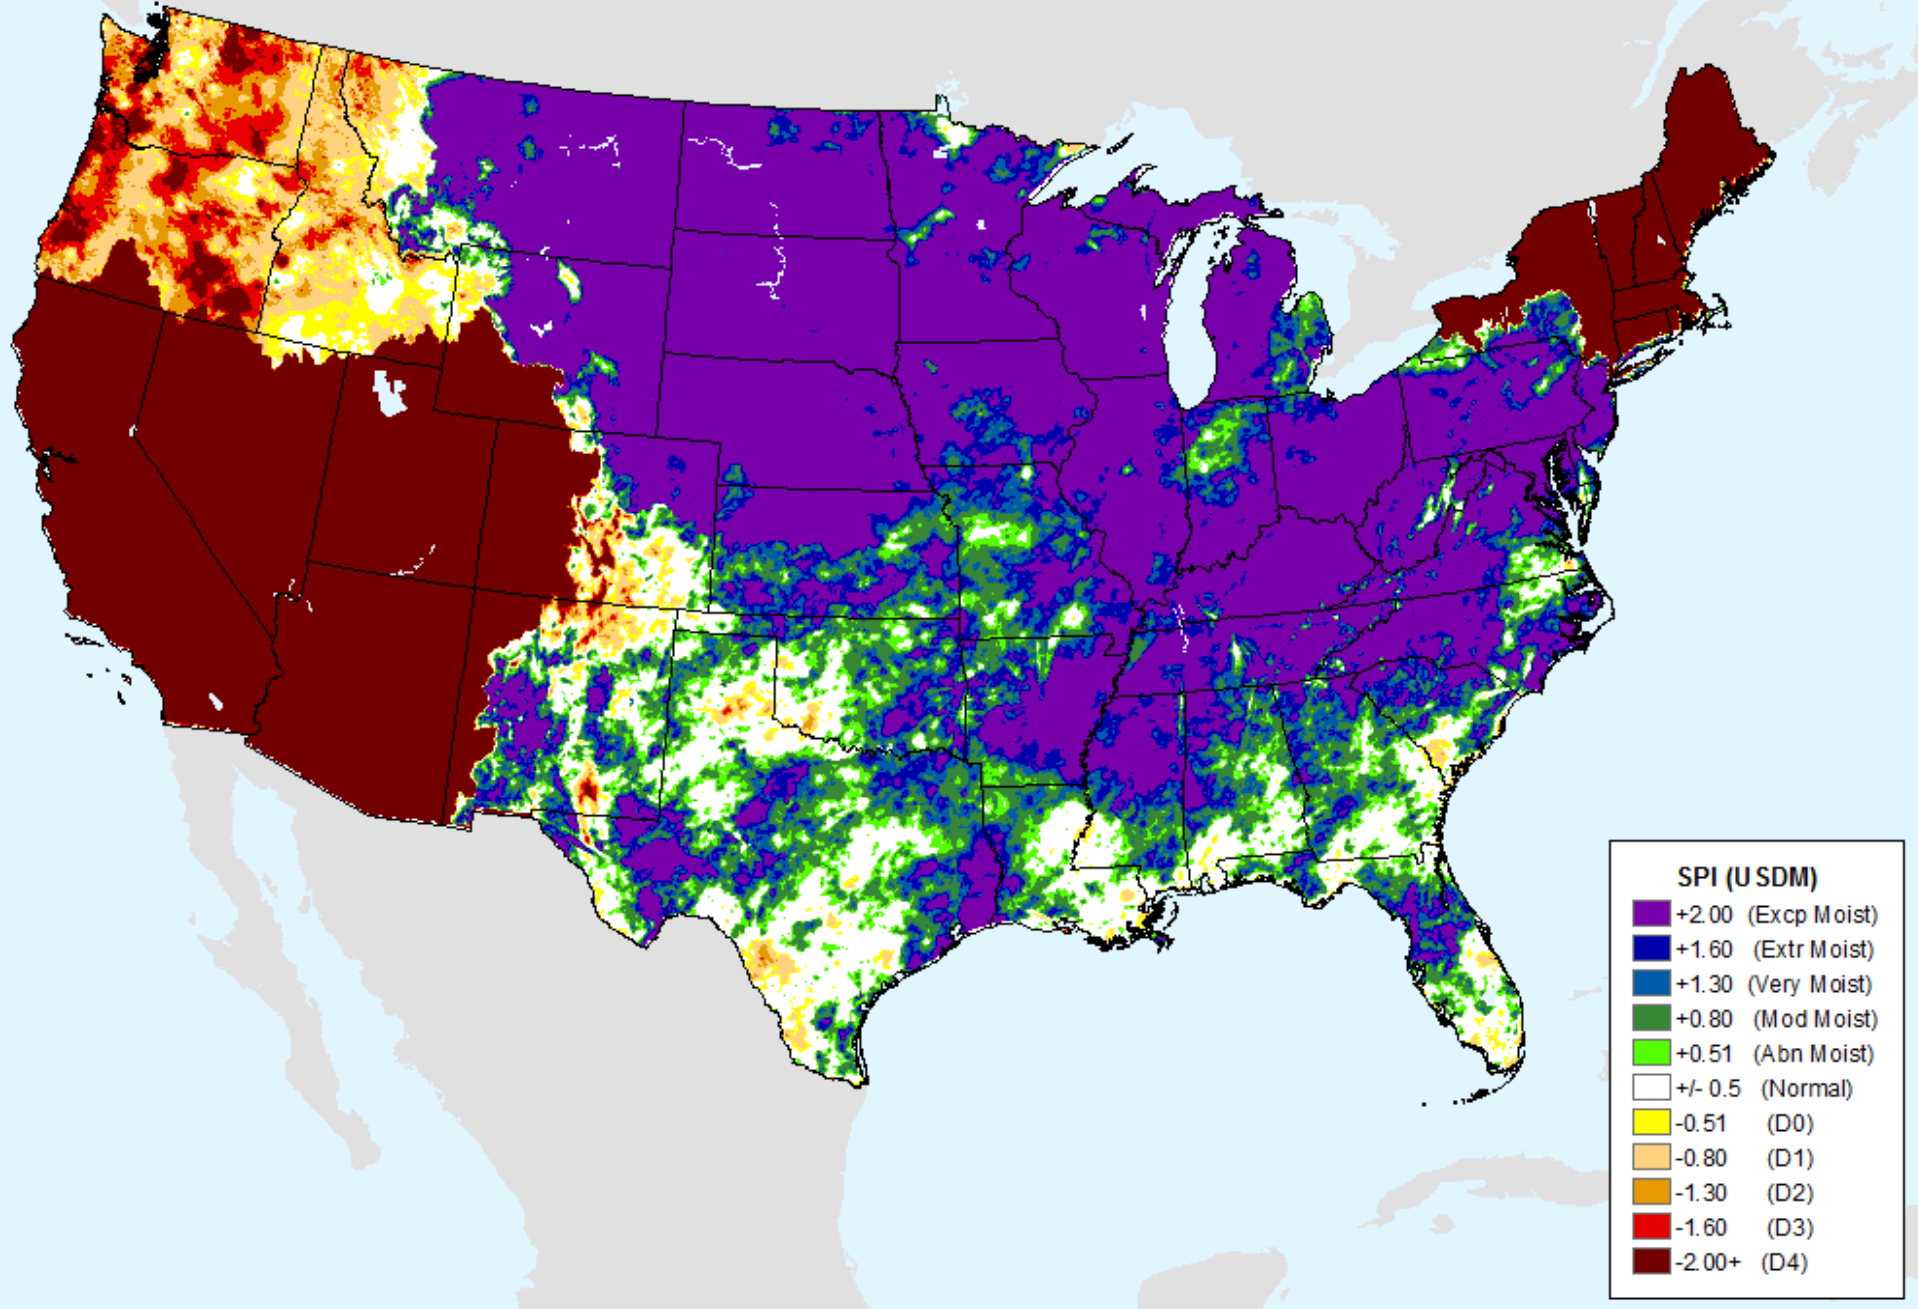 SPI (USDM)
+2.00 (Excp Moist)
+1.60 (Extr Moist)
+1.30 (Very Moist)
+0.80 (Mod Moist)
+0.51 (Abn Moist)
+/- 0.5 (Normal)
-0.51 (D0)
-0.80 (D1)
-1.30 (D2)
-1.60 (D3)
-2.00+ (D4)